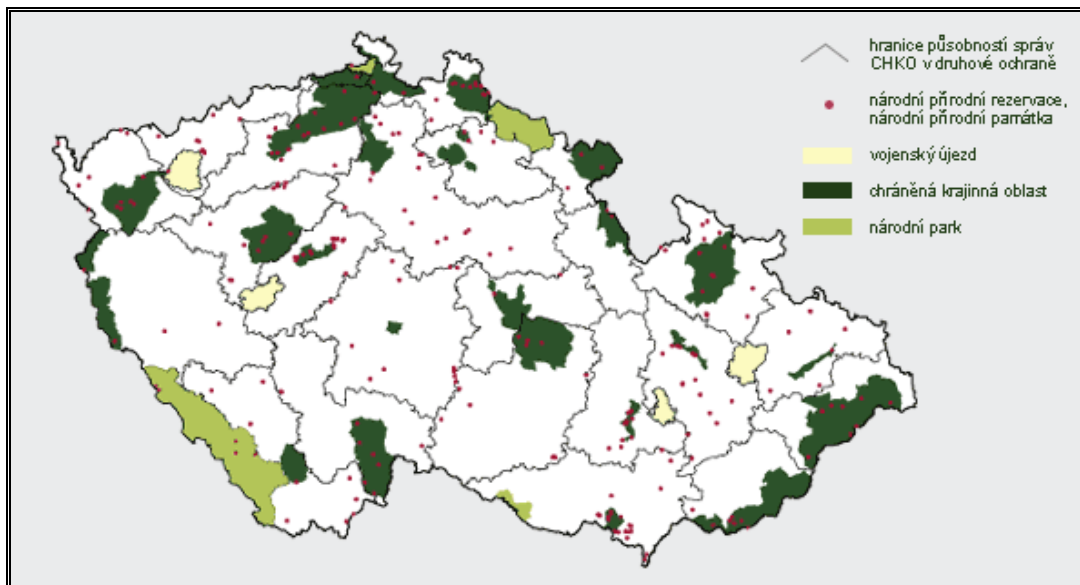 hranice působností správ
CHKO v druhové ochraně
národní přírodní rezervace,
národní přírodní památka
vojenský újezd
chráněná krajinná oblast
národní park